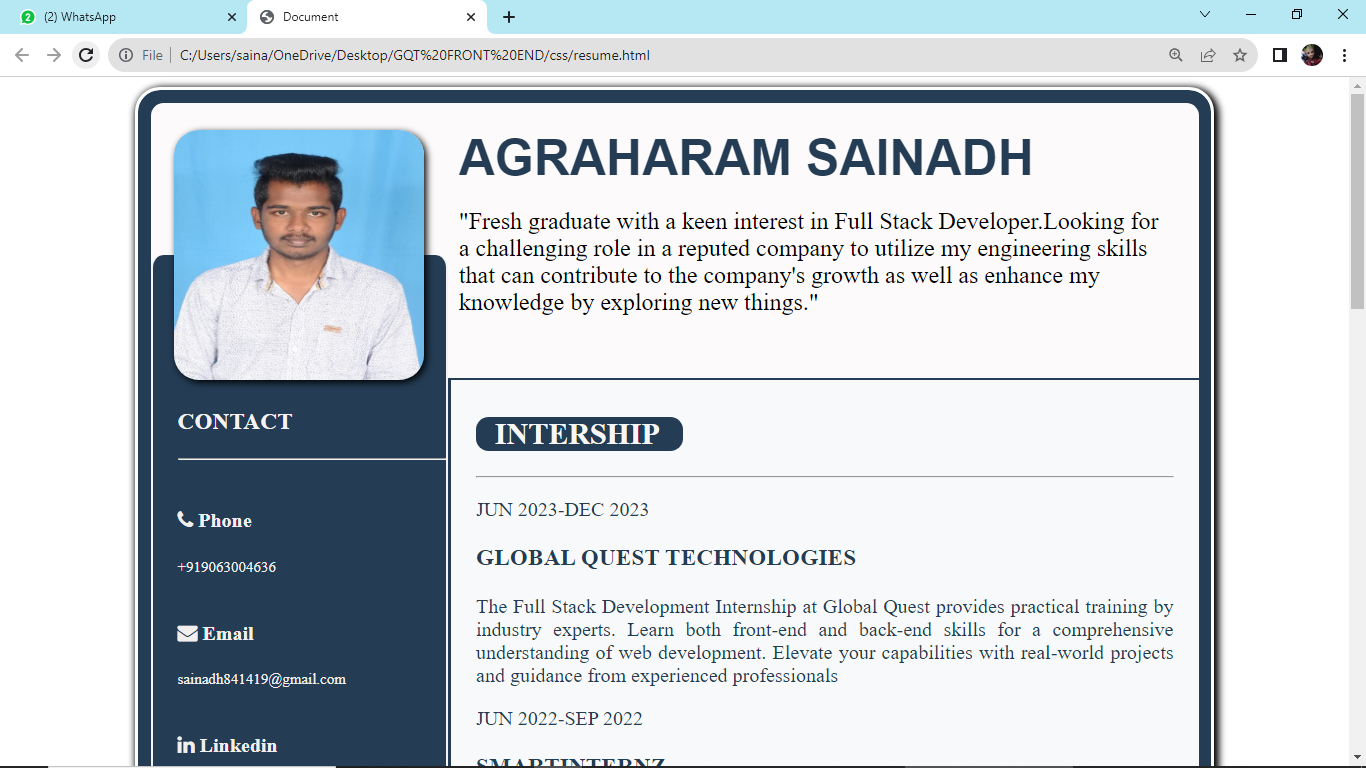 (2) WhatsApp
Document
File
C:/Users/saina/OneDrive/Desktop/GQT%20FRONT%20END/css/resume.html
AGRAHARAM SAINADH
"Fresh graduate with a keen interest in Full Stack Developer.Looking for
a challenging role in a reputed company to utilize my engineering skills
that can contribute to the company's growth as well as enhance my
knowledge by exploring new things."
CONTACT
Phone
+919063004636
Email
sainadh841419@gmail.com
Linkedin
INTERSHIP
JUN 2023-DEC 2023
GLOBAL QUEST TECHNOLOGIES
The Full Stack Development Internship at Global Quest provides practical training by
industry experts. Learn both front-end and back-end skills for a comprehensive
understanding of web development. Elevate your capabilities with real-world projects
and guidance from experienced professionals
JUN 2022-SEP 2022
SMARTINTERNZ